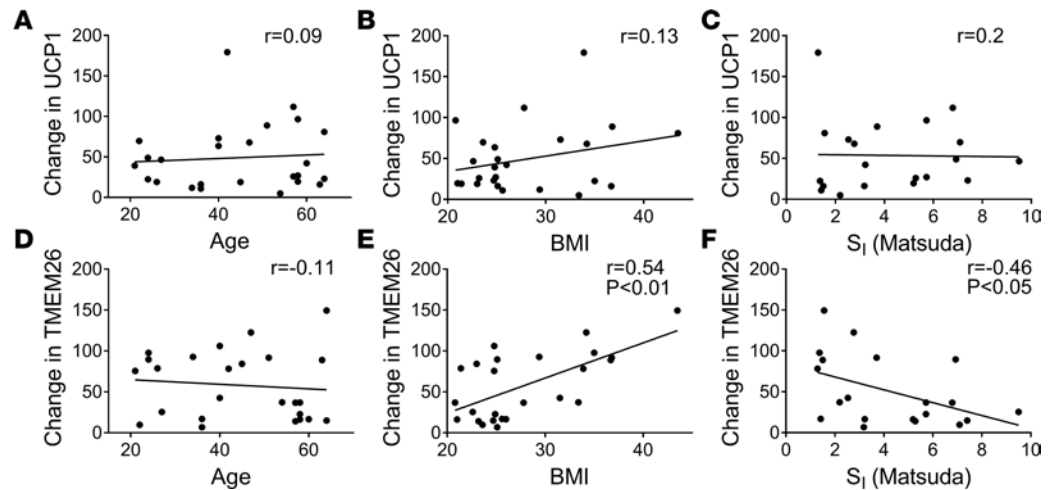 A
r=0.09
Change in UCP1
200
150
100
50
0
20 40 60
Age
B
r=0.13
Change in UCP1
200
150
100
50
0
20 30 40
BMI
C
r=0.2
Change in UCP1
200
150
100
50
0
0 2 4 6 8 10
SI (Matsuda)
D
r=-0.11
Change in TMEM26
200
150
100
50
0
20 40 60
Age
E
r=0.54
P<0.01
Change in TMEM26
200
150
100
50
0
20 30 40
BMI
F
r=-0.46
P<0.05
Change in TMEM26
200
150
100
50
0
0 2 4 6 8 10
SI (Matsuda)